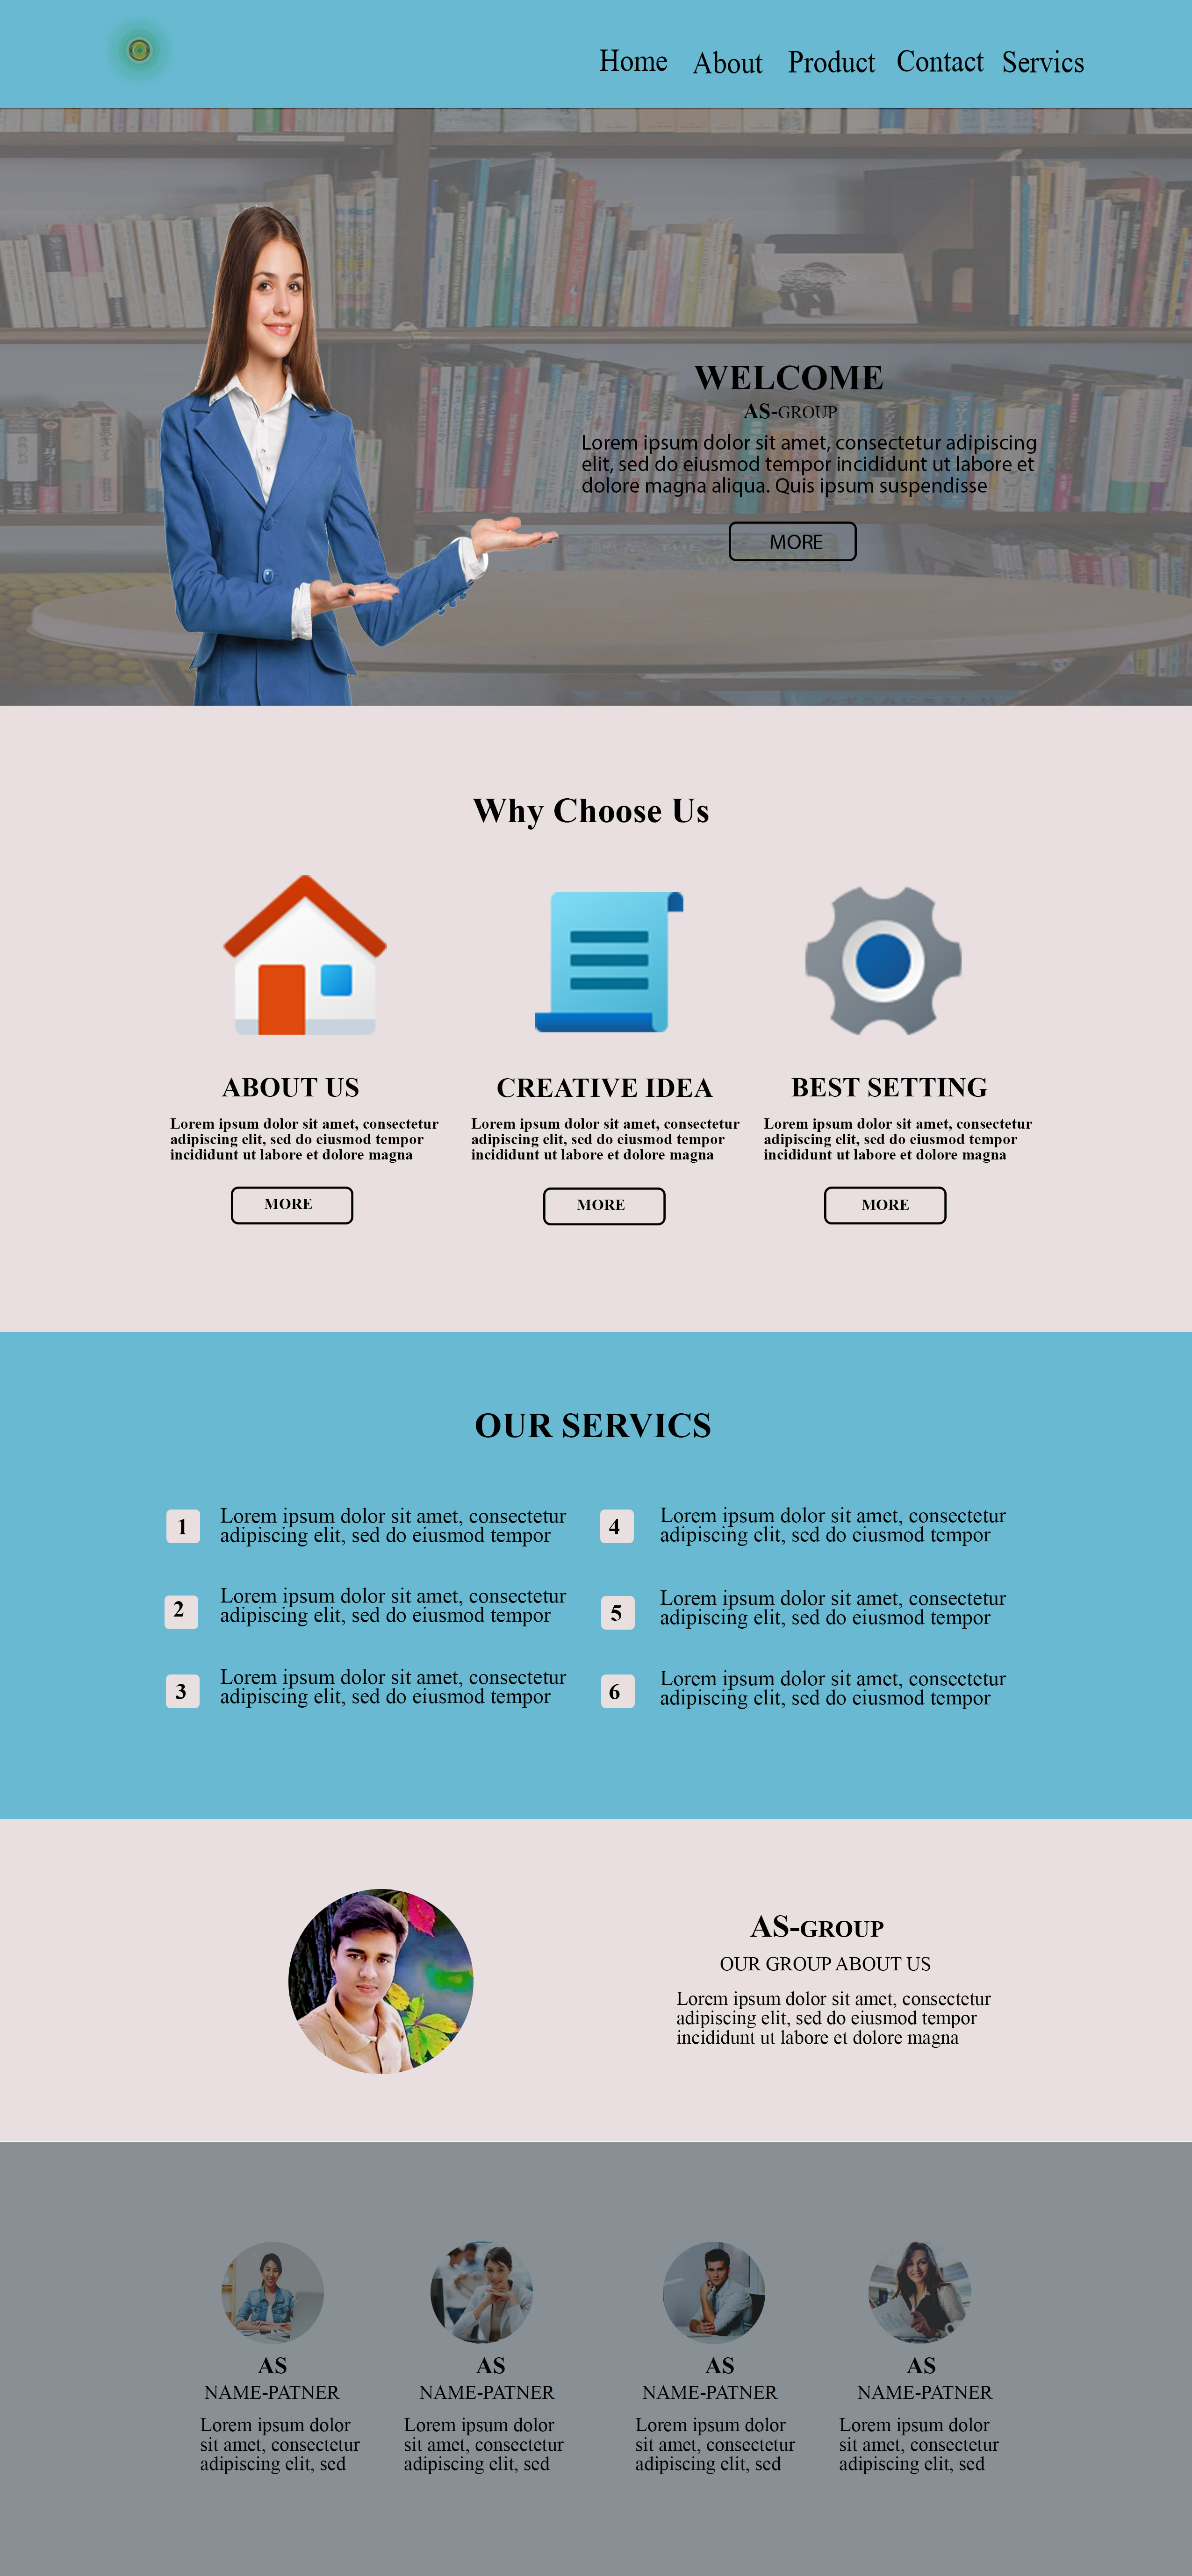 Home About Product Contact Servics
WELCOME
AS-GROUP
Lorem ipsum dolor sit amet, consectetur adipiscing
elit, sed do eiusmod tempor incididunt ut labore et
dolore magna aliqua. Quis ipsum suspendisse
MORE
Why Choose Us
ABOUT US
Lorem ipsum dolor sit amet, consectetur
adipiscing elit, sed do eiusmod tempor
incididunt ut labore et dolore magna
MORE
CREATIVE IDEA
Lorem ipsum dolor sit amet, consectetur
adipiscing elit, sed do eiusmod tempor
incididunt ut labore et dolore magna
MORE
BEST SETTING
Lorem ipsum dolor sit amet, consectetur
adipiscing elit, sed do eiusmod tempor
incididunt ut labore et dolore magna
MORE
OUR SERVICS
1
Lorem ipsum dolor sit amet, consectetur
adipiscing elit, sed do eiusmod tempor
2
Lorem ipsum dolor sit amet, consectetur
adipiscing elit, sed do eiusmod tempor
3
Lorem ipsum dolor sit amet, consectetur
adipiscing elit, sed do eiusmod tempor
4
Lorem ipsum dolor sit amet, consectetur
adipiscing elit, sed do eiusmod tempor
5
Lorem ipsum dolor sit amet, consectetur
adipiscing elit, sed do eiusmod tempor
6
Lorem ipsum dolor sit amet, consectetur
adipiscing elit, sed do eiusmod tempor
AS-GROUP
OUR GROUP ABOUT US
Lorem ipsum dolor sit amet, consectetur
adipiscing elit, sed do eiusmod tempor
incididunt ut labore et dolore magna
AS
NAME-PATNER
Lorem ipsum dolor
sit amet, consectetur
adipiscing elit, sed
AS
NAME-PATNER
Lorem ipsum dolor
sit amet, consectetur
adipiscing elit, sed
AS
NAME-PATNER
Lorem ipsum dolor
sit amet, consectetur
adipiscing elit, sed
AS
NAME-PATNER
Lorem ipsum dolor
sit amet, consectetur
adipiscing elit, sed